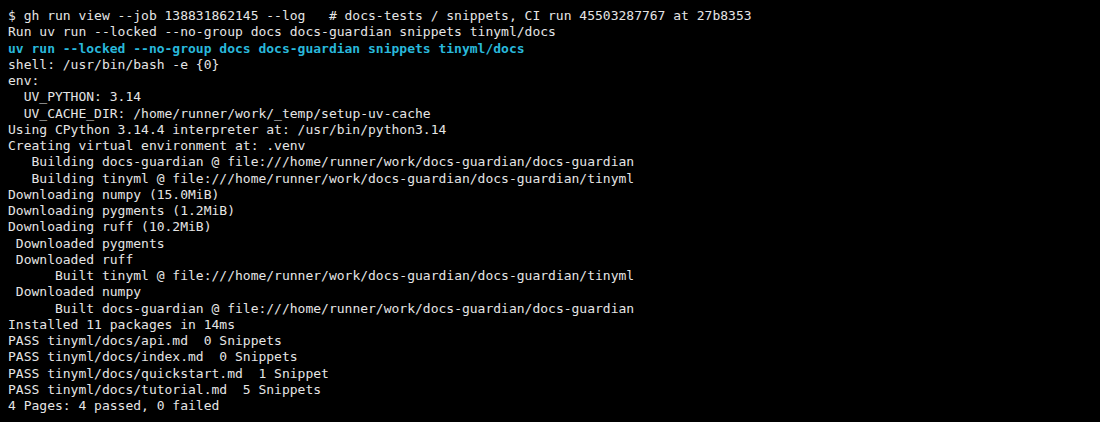 $ gh run view --job 138831862145 --log   # docs-tests / snippets, CI run 45503287767 at 27b8353
Run uv run --locked --no-group docs docs-guardian snippets tinyml/docs
uv run --locked --no-group docs docs-guardian snippets tinyml/docs
shell: /usr/bin/bash -e {0}
env:
  UV_PYTHON: 3.14
  UV_CACHE_DIR: /home/runner/work/_temp/setup-uv-cache
Using CPython 3.14.4 interpreter at: /usr/bin/python3.14
Creating virtual environment at: .venv
   Building docs-guardian @ file:///home/runner/work/docs-guardian/docs-guardian
   Building tinyml @ file:///home/runner/work/docs-guardian/docs-guardian/tinyml
Downloading numpy (15.0MiB)
Downloading pygments (1.2MiB)
Downloading ruff (10.2MiB)
 Downloaded pygments
 Downloaded ruff
      Built tinyml @ file:///home/runner/work/docs-guardian/docs-guardian/tinyml
 Downloaded numpy
      Built docs-guardian @ file:///home/runner/work/docs-guardian/docs-guardian
Installed 11 packages in 14ms
PASS tinyml/docs/api.md  0 Snippets
PASS tinyml/docs/index.md  0 Snippets
PASS tinyml/docs/quickstart.md  1 Snippet
PASS tinyml/docs/tutorial.md  5 Snippets
4 Pages: 4 passed, 0 failed